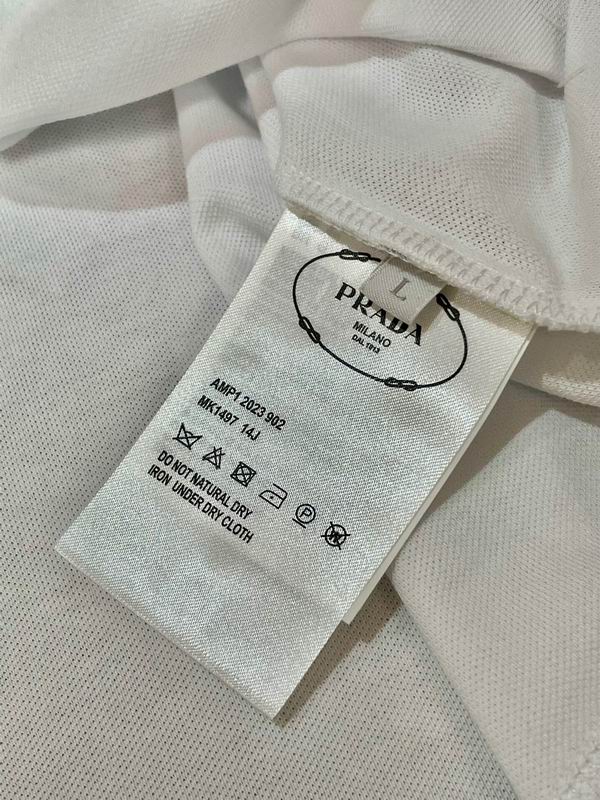 L
PRADA
MILANO
DAL 1913
AMP1 2023 902
MK1497 14J
P
W
DO NOT NATURAL DRY
IRON UNDER DRY CLOTH